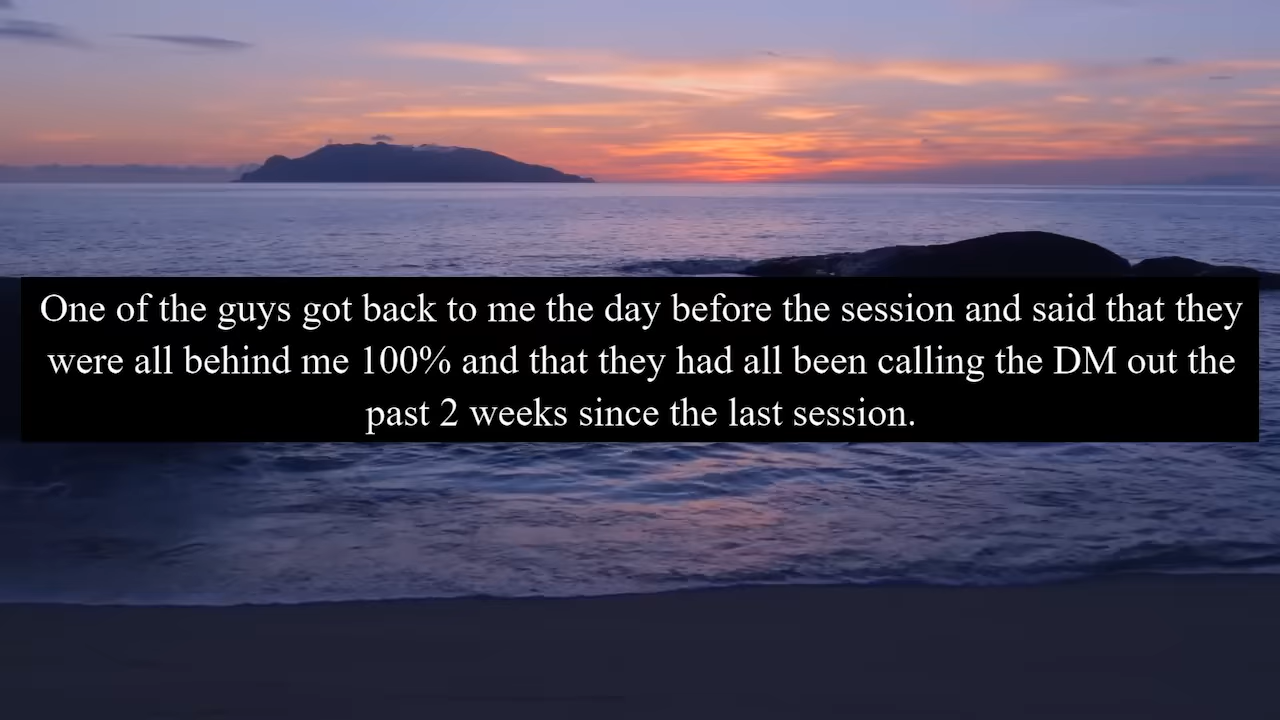 One of the guys got back to me the day before the session and said that they
were all behind me 100% and that they had all been calling the DM out the
past 2 weeks since the last session.